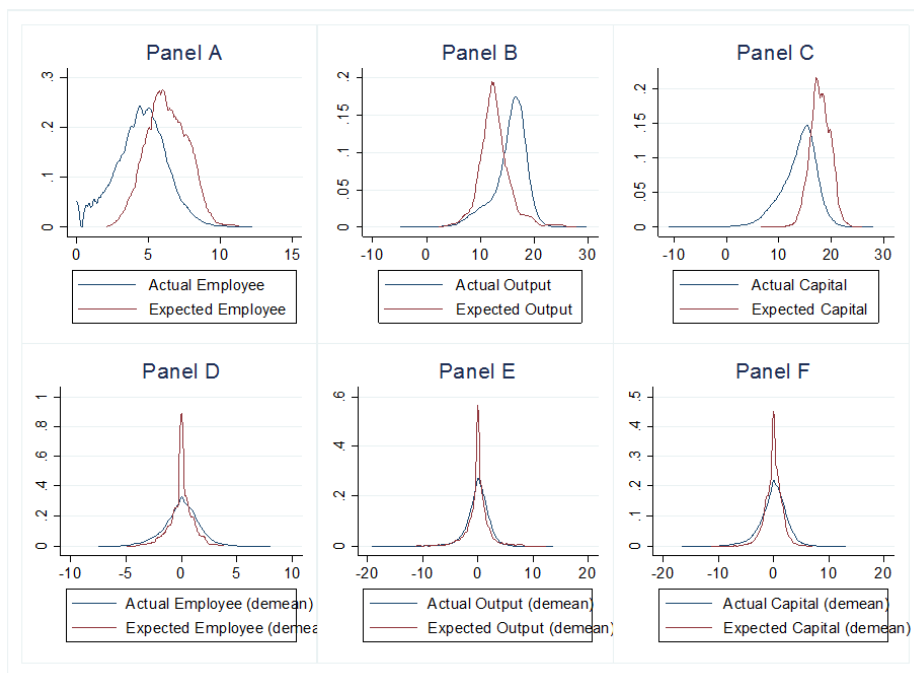 Panel A
.3
.2
.1
0
0 5 10 15
Actual Employee
Expected Employee
Panel B
.2
.15
.1
.05
0
-10 0 10 20 30
Actual Output
Expected Output
Panel C
.2
.15
.1
.05
0
-10 0 10 20 30
Actual Capital
Expected Capital
Panel D
1
.8
.6
.4
.2
0
-10 -5 0 5 10
Actual Employee (demean)
Expected Employee (demea
Panel E
.6
.4
.2
0
-20 -10 0 10 20
Actual Output (demean)
Expected Output (demean)
Panel F
.5
.4
.3
.2
.1
0
-20 -10 0 10 20
Actual Capital (demean)
Expected Capital (demean)